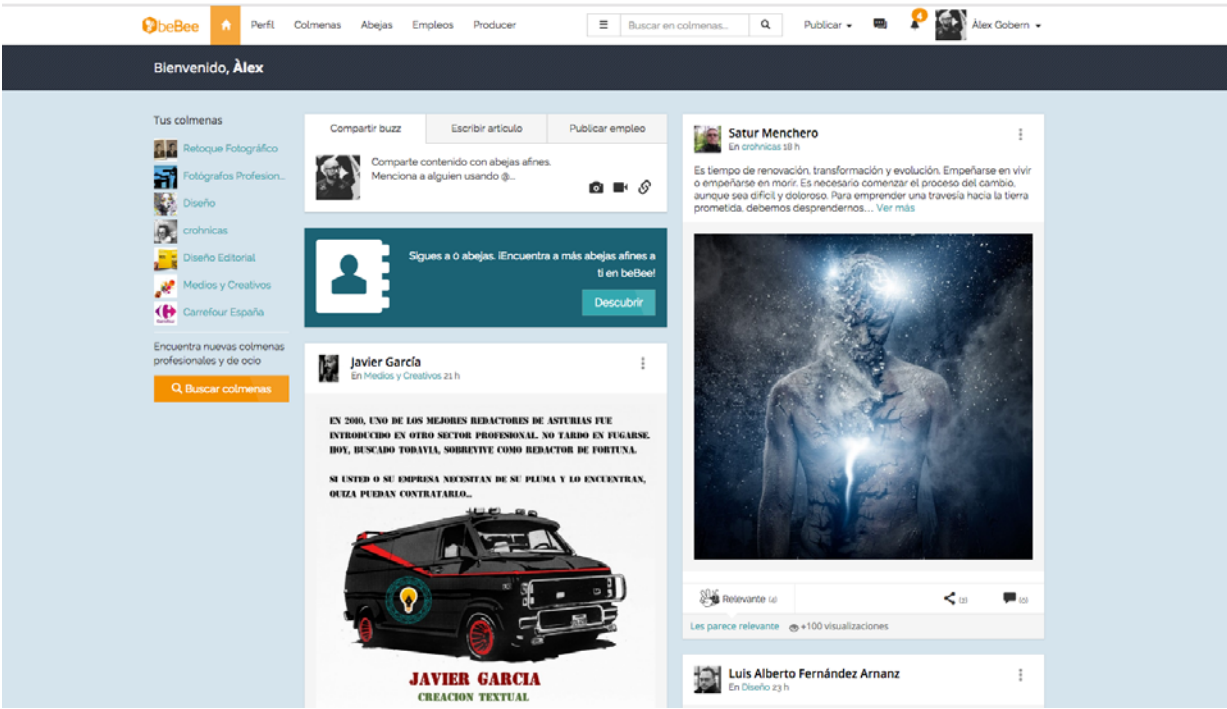 beBee
Perfil
Colmenas
Abejas
Empleos
Producer
Buscar en colmenas...
Publicar
4
Àlex Gobern
Bienvenido, Àlex
Tus colmenas
Retoque Fotográfico
Fotógrafos Profesion...
Diseño
crohnicas
Diseño Editorial
Medios y Creativos
Carrefour España
Encuentra nuevas colmenas
profesionales y de ocio
Buscar colmenas
Compartir buzz
Escribir artículo
Publicar empleo
Comparte contenido con abejas afines.
Menciona a alguien usando @...
Sigues a 0 abejas. ¡Encuentra a más abejas afines a
ti en beBee!
Descubrir
Javier García
En Medios y Creativos 21 h
EN 2010, UNO DE LOS MEJORES REDACTORES DE ASTURIAS FUE
INTRODUCIDO EN OTRO SECTOR PROFESIONAL. NO TARDO EN FUGARSE.
HOY, BUSCADO TODAVIA, SOBREVIVE COMO REDACTOR DE FORTUNA.
SI USTED O SU EMPRESA NECESITAN DE SU PLUMA Y LO ENCUENTRAN,
QUIZA PUEDAN CONTRATARLO...
JAVIER GARCIA
CREACION TEXTUAL
Satur Menchero
En crohnicas 18 h
Es tiempo de renovación, transformación y evolución. Empeñarse en vivir
o empeñarse en morir. Es necesario comenzar el proceso del cambio,
aunque sea difícil y doloroso. Para emprender una travesía hacia la tierra
prometida, debemos desprendernos... Ver más
Relevante (4)
Les parece relevante +100 visualizaciones
Luis Alberto Fernández Arnanz
En Diseño 23 h